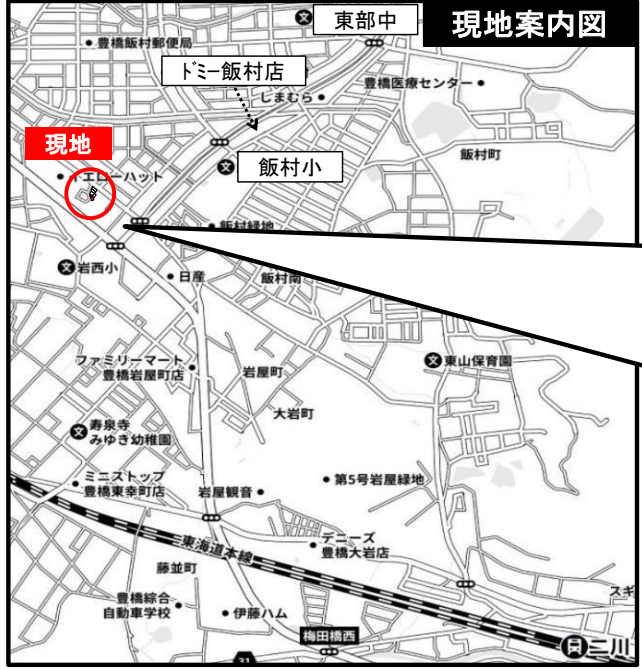 東部中
現地案内図
豊橋飯村郵便局
ドミー飯村店
しまむら
豊橋医療センター
現地
文
飯村小
飯村町
イエローハット
飯村緑地
文 岩西小
日産
飯村南
ファミリーマート
豊橋岩屋町店
岩屋町
文 東山保育園
大岩町
文 寿泉寺
みゆき幼稚園
ミニストップ
豊橋東幸町店
岩屋観音
第5号岩屋緑地
東海道本線
デニーズ
豊橋大岩店
藤並町
豊橋綜合
自動車学校
伊藤ハム
スギ
梅田橋西
31
二川